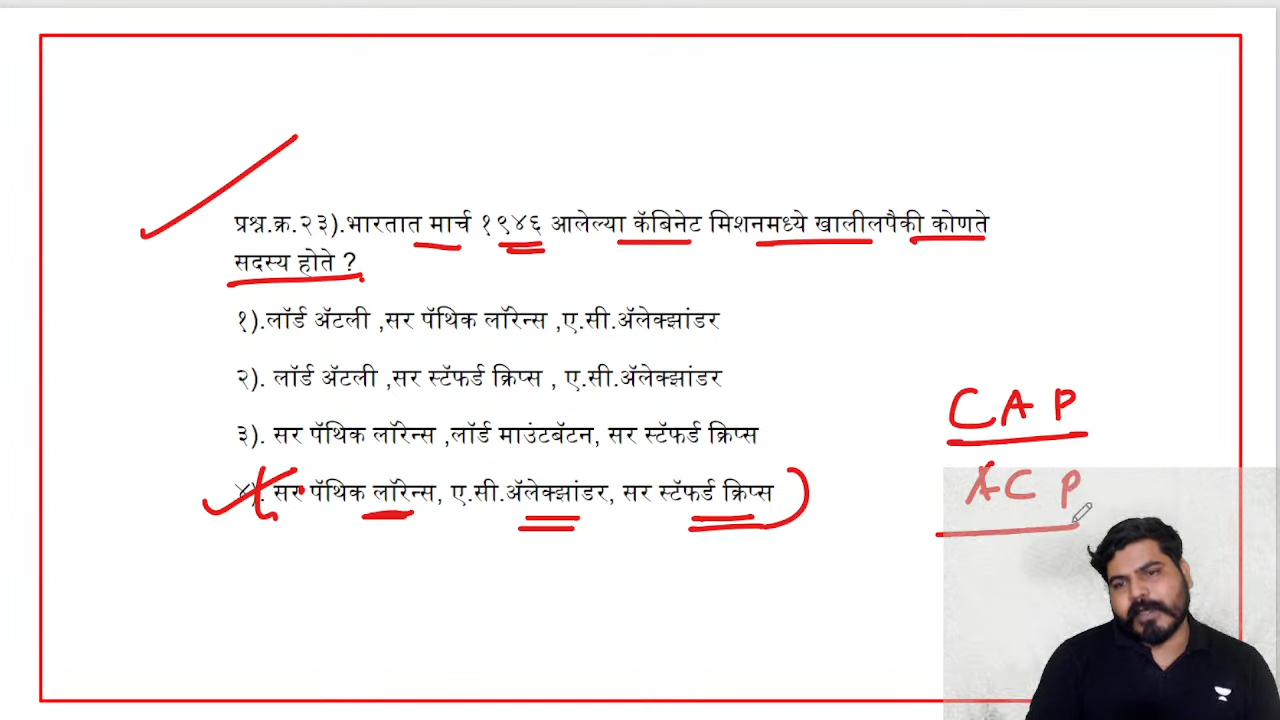 प्रश्न.क्र.२३).भारतात मार्च १९४६ आलेल्या कॅबिनेट मिशनमध्ये खालीलपैकी कोणते
सदस्य होते ?
१).लॉर्ड ॲटली ,सर पॅथिक लॉरेन्स ,ए.सी.ॲलेक्झांडर
२). लॉर्ड ॲटली ,सर स्टॅफर्ड क्रिप्स , ए.सी.ॲलेक्झांडर
३). सर पॅथिक लॉरेन्स ,लॉर्ड माउंटबॅटन, सर स्टॅफर्ड क्रिप्स
४). सर पॅथिक लॉरेन्स, ए.सी.ॲलेक्झांडर, सर स्टॅफर्ड क्रिप्स
CAP
ACP